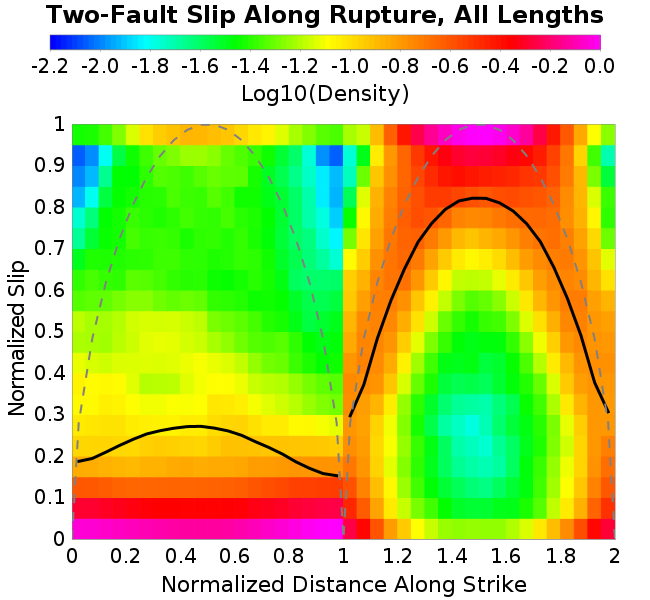 Two-Fault Slip Along Rupture, All Lengths
-2.2 -2.0 -1.8 -1.6 -1.4 -1.2 -1.0 -0.8 -0.6 -0.4 -0.2 0.0
Log10(Density)
1
0.9
0.8
0.7
0.6
0.5
0.4
0.3
0.2
0.1
0
Normalized Slip
0 0.2 0.4 0.6 0.8 1 1.2 1.4 1.6 1.8 2
Normalized Distance Along Strike